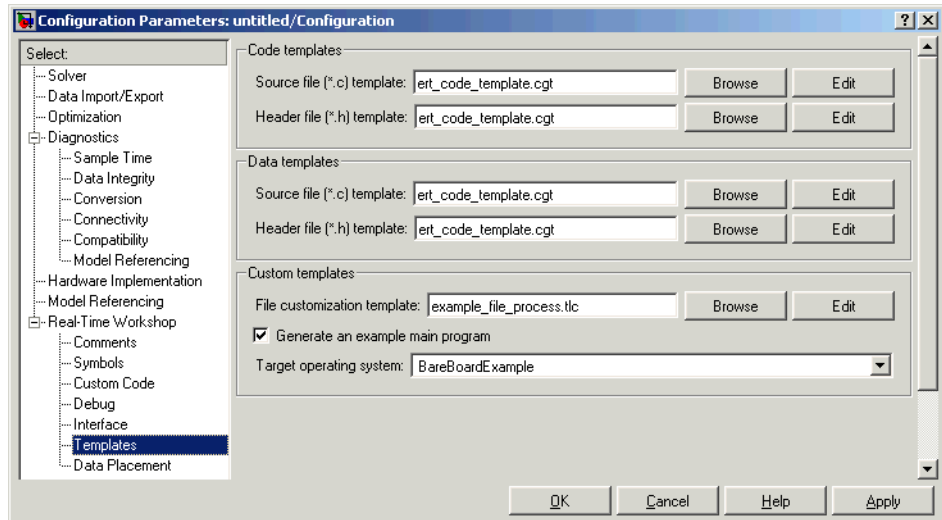 Configuration Parameters: untitled/Configuration
Select:
Solver
Data Import/Export
Optimization
Diagnostics
Sample Time
Data Integrity
Conversion
Connectivity
Compatibility
Model Referencing
Hardware Implementation
Model Referencing
Real-Time Workshop
Comments
Symbols
Custom Code
Debug
Interface
Templates
Data Placement
Code templates
Source file (*.c) template: ert_code_template.cgt Browse Edit
Header file (*.h) template: ert_code_template.cgt Browse Edit
Data templates
Source file (*.c) template: ert_code_template.cgt Browse Edit
Header file (*.h) template: ert_code_template.cgt Browse Edit
Custom templates
File customization template: example_file_process.tlc Browse Edit
Generate an example main program
Target operating system: BareBoardExample
OK Cancel Help Apply